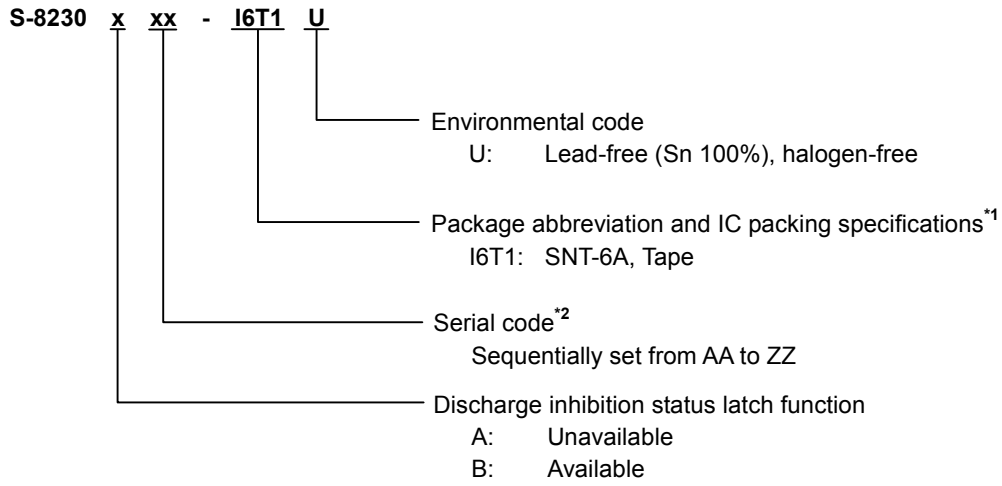 S-8230 x xx - I6T1 U
Environmental code
U: Lead-free (Sn 100%), halogen-free
Package abbreviation and IC packing specifications*1
I6T1: SNT-6A, Tape
Serial code*2
Sequentially set from AA to ZZ
Discharge inhibition status latch function
A: Unavailable
B: Available